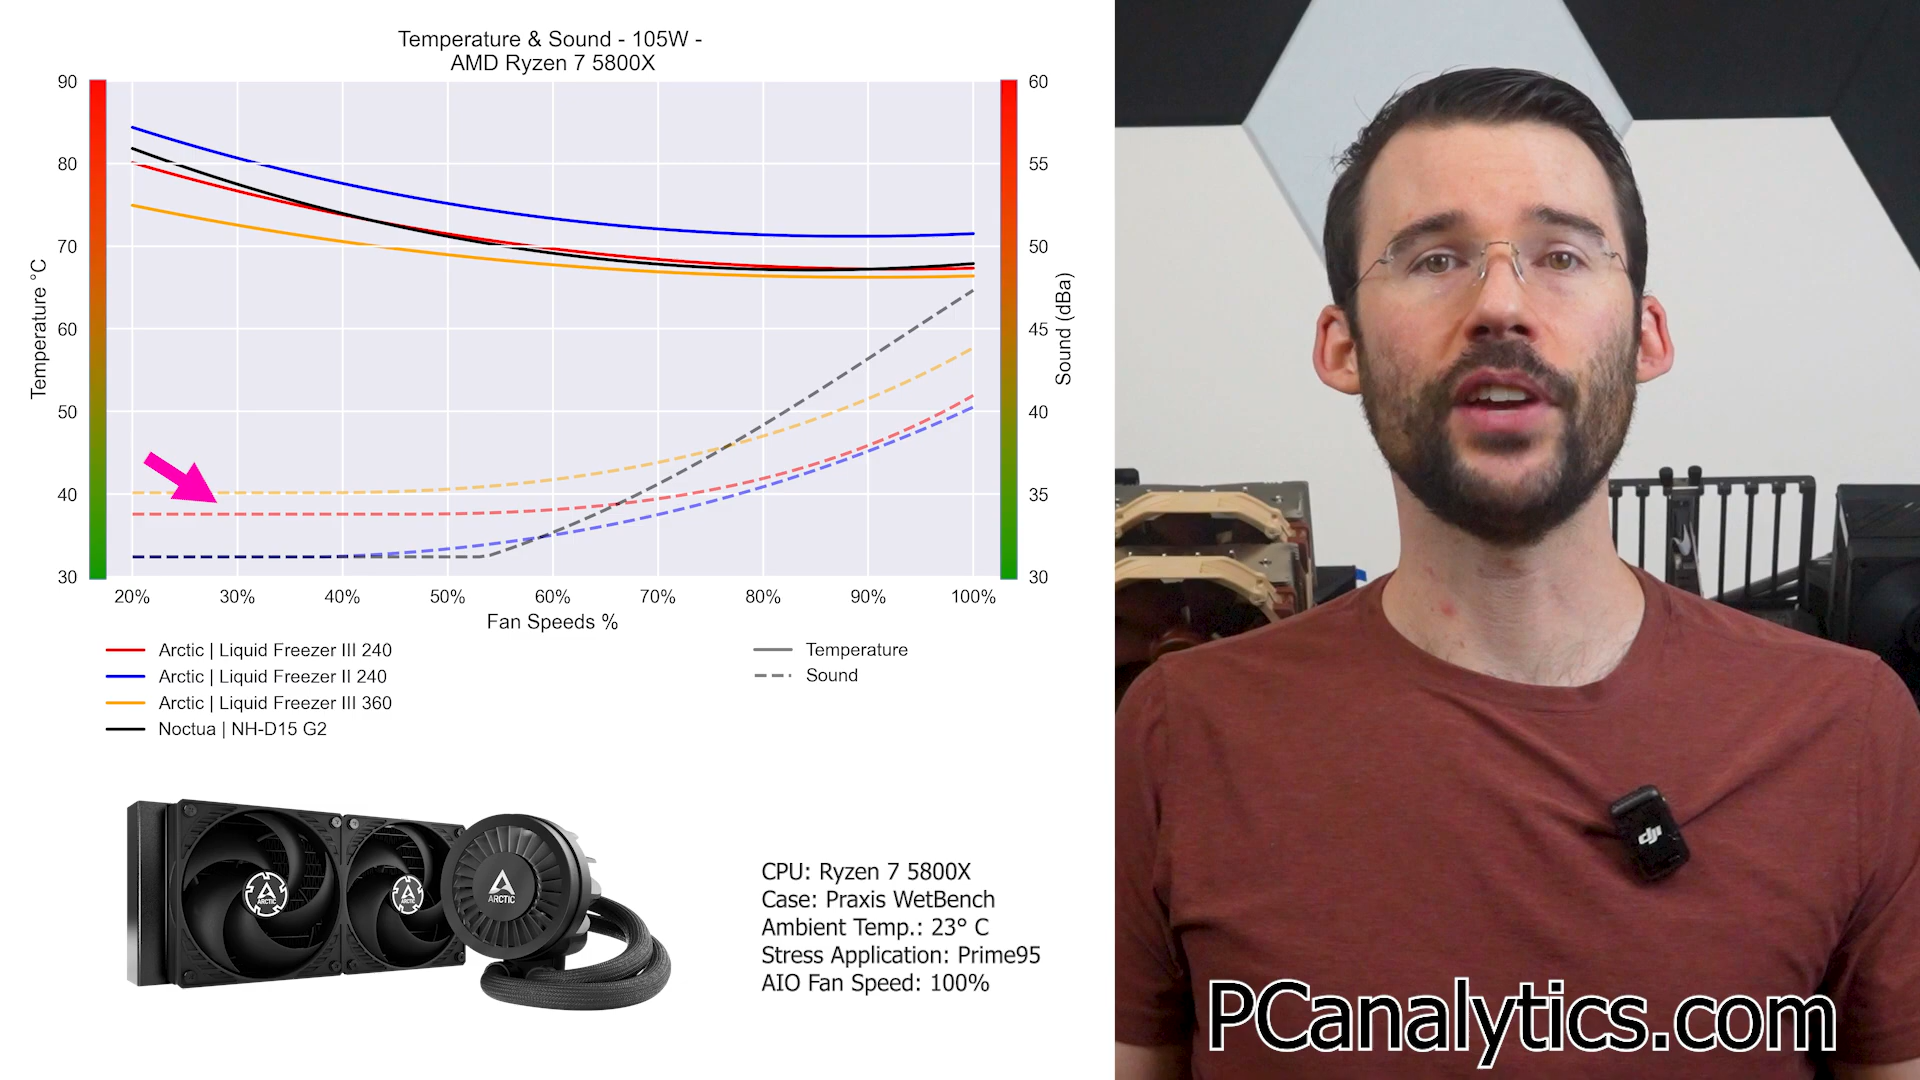 Temperature & Sound - 105W -
AMD Ryzen 7 5800X
90
80
70
60
50
40
30
Temperature °C
60
55
50
45
40
35
30
Sound (dBa)
20% 30% 40% 50% 60% 70% 80% 90% 100%
Fan Speeds %
Arctic | Liquid Freezer III 240
Arctic | Liquid Freezer II 240
Arctic | Liquid Freezer III 360
Noctua | NH-D15 G2
Temperature
Sound
ARCTIC
ARCTIC
ARCTIC
CPU: Ryzen 7 5800X
Case: Praxis WetBench
Ambient Temp.: 23° C
Stress Application: Prime95
AIO Fan Speed: 100%
dji
PCanalytics.com